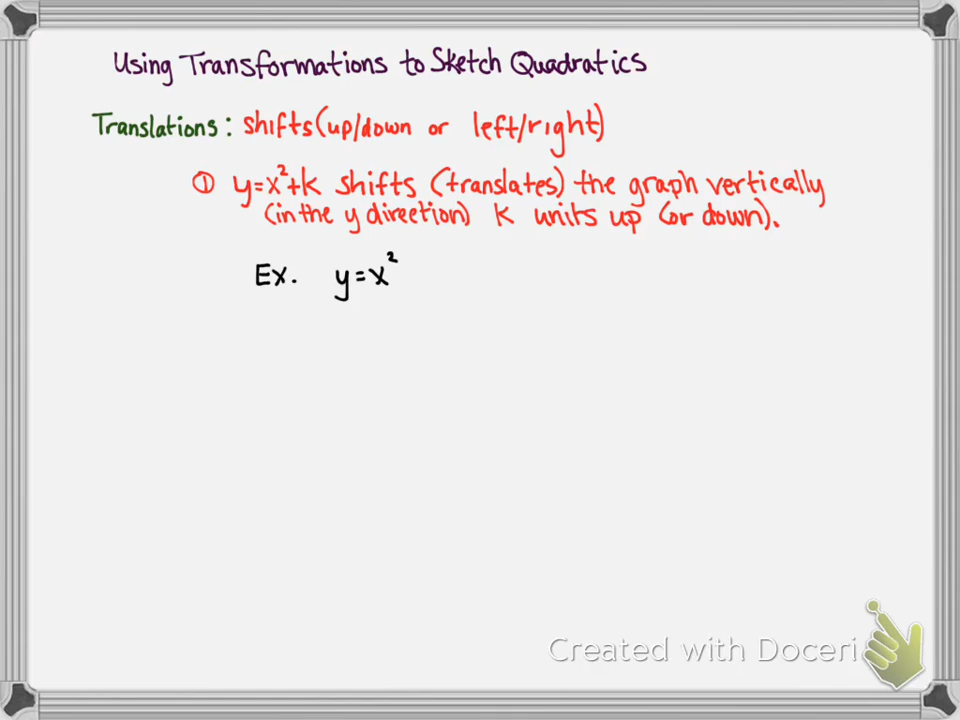 Using Transformations to Sketch Quadratics
Translations: shifts (up/down or left/right)
① y=x²+k shifts (translates) the graph vertically
(in the y direction) k units up (or down).
Ex. y=x²
Created with Doceri